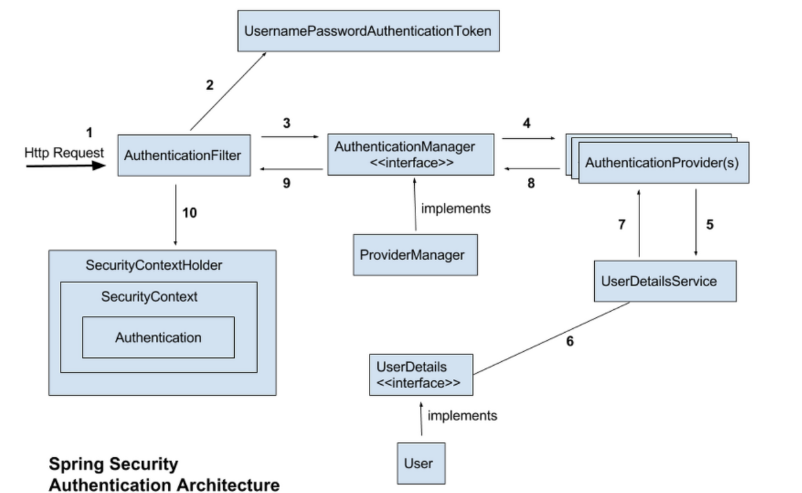 UsernamePasswordAuthenticationToken
2
1
3
4
Http Request
AuthenticationFilter
AuthenticationManager
<<interface>>
AuthenticationProvider(s)
9
8
10
implements
7
5
ProviderManager
SecurityContextHolder
SecurityContext
Authentication
UserDetailsService
6
UserDetails
<<interface>>
implements
User
Spring Security
Authentication Architecture